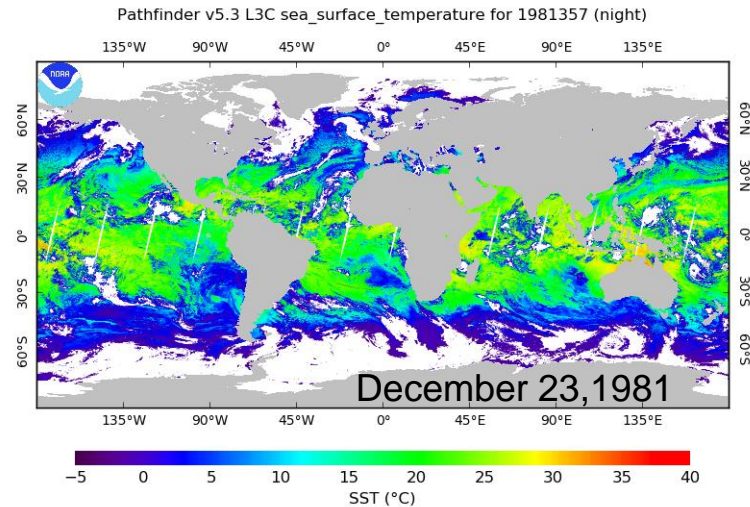 Pathfinder v5.3 L3C sea_surface_temperature for 1981357 (night)
135°W 90°W 45°W 0° 45°E 90°E 135°E
NOAA
60°N 60°N
30°N 30°N
0° 0°
30°S 30°S
60°S 60°S
December 23,1981
135°W 90°W 45°W 0° 45°E 90°E 135°E
−5 0 5 10 15 20 25 30 35 40
SST (°C)